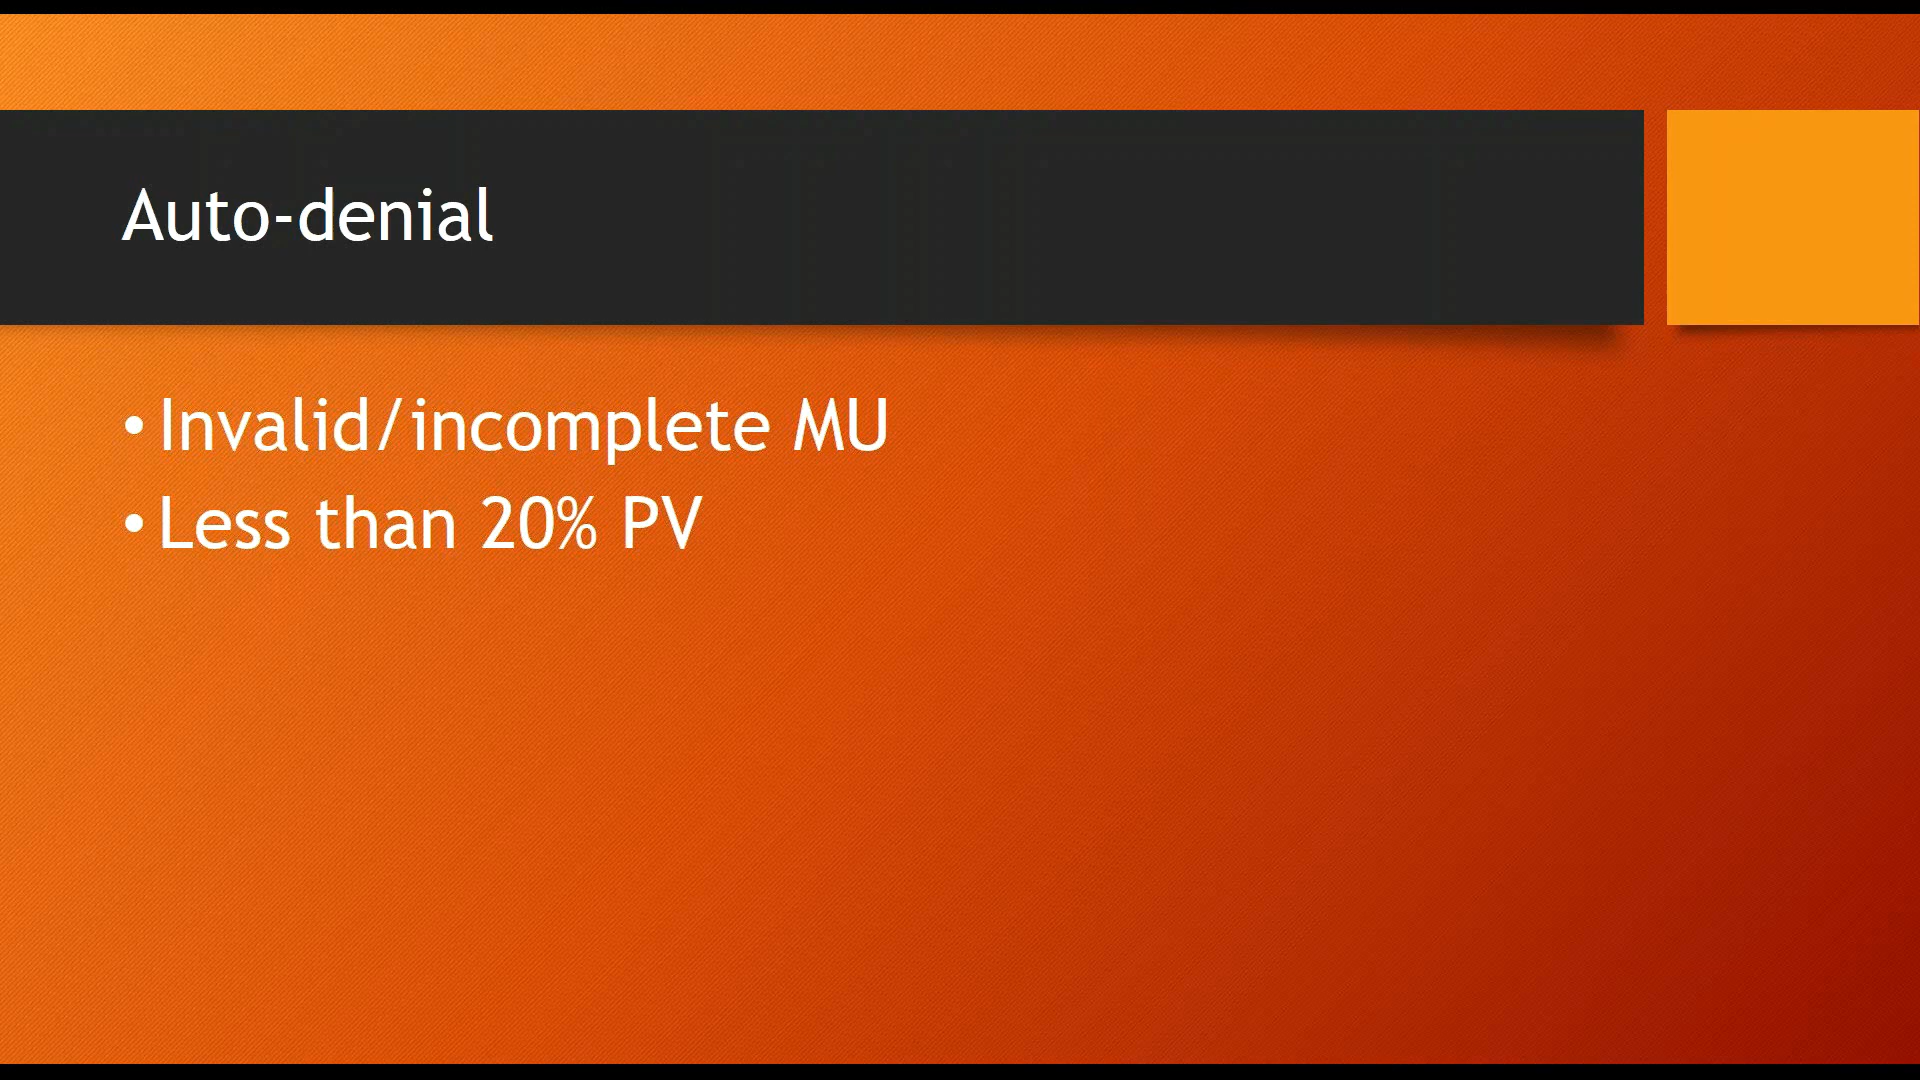 Auto-denial
• Invalid/incomplete MU
• Less than 20% PV